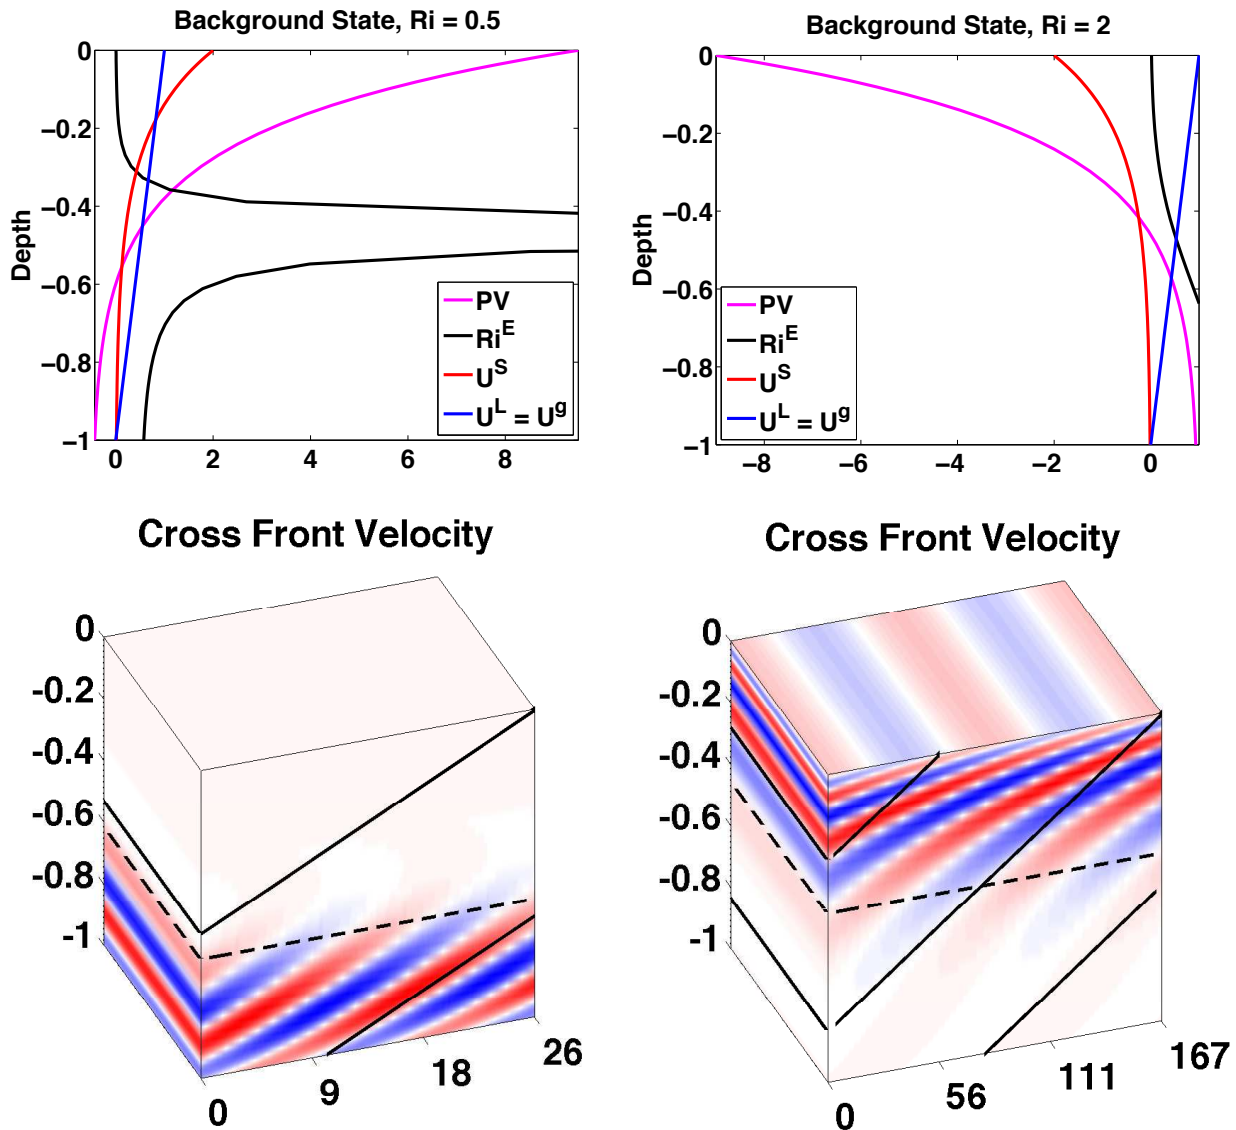 Background State, Ri = 0.5
0
−0.2
−0.4
−0.6
−0.8
−1
Depth
0 2 4 6 8
PV
Ri^E
U^S
U^L = U^g
Background State, Ri = 2
0
−0.2
−0.4
−0.6
−0.8
−1
Depth
−8 −6 −4 −2 0
PV
Ri^E
U^S
U^L = U^g
Cross Front Velocity
0
-0.2
-0.4
-0.6
-0.8
-1
0 9 18 26
Cross Front Velocity
0
-0.2
-0.4
-0.6
-0.8
-1
0 56 111 167